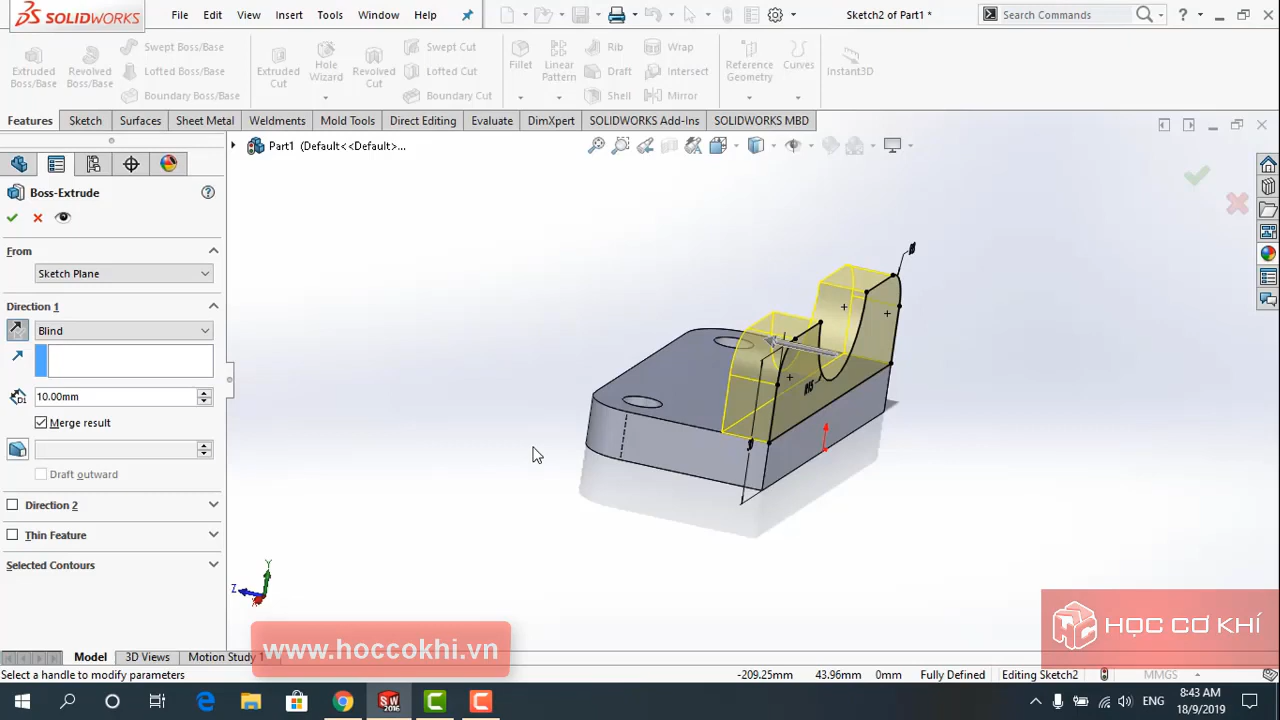 SOLIDWORKS
File Edit View Insert Tools Window Help
Sketch2 of Part1 *
Search Commands
Extruded Boss/Base
Revolved Boss/Base
Swept Boss/Base
Lofted Boss/Base
Boundary Boss/Base
Extruded Cut
Hole Wizard
Revolved Cut
Swept Cut
Lofted Cut
Boundary Cut
Fillet
Linear Pattern
Rib
Draft
Shell
Wrap
Intersect
Mirror
Reference Geometry
Curves
Instant3D
Features Sketch Surfaces Sheet Metal Weldments Mold Tools Direct Editing Evaluate DimXpert SOLIDWORKS Add-Ins SOLIDWORKS MBD
Part1 (Default<<Default>...
Boss-Extrude
From
Sketch Plane
Direction 1
Blind
D1
10.00mm
Merge result
Draft outward
Direction 2
Thin Feature
Selected Contours
Y
Z
X
www.hoccokhi.vn
HỌC CƠ KHÍ
Model 3D Views Motion Study 1
Select a handle to modify parameters
-209.25mm 43.96mm 0mm Fully Defined Editing Sketch2 MMGS
SW 2016
ENG
8:43 AM
18/9/2019